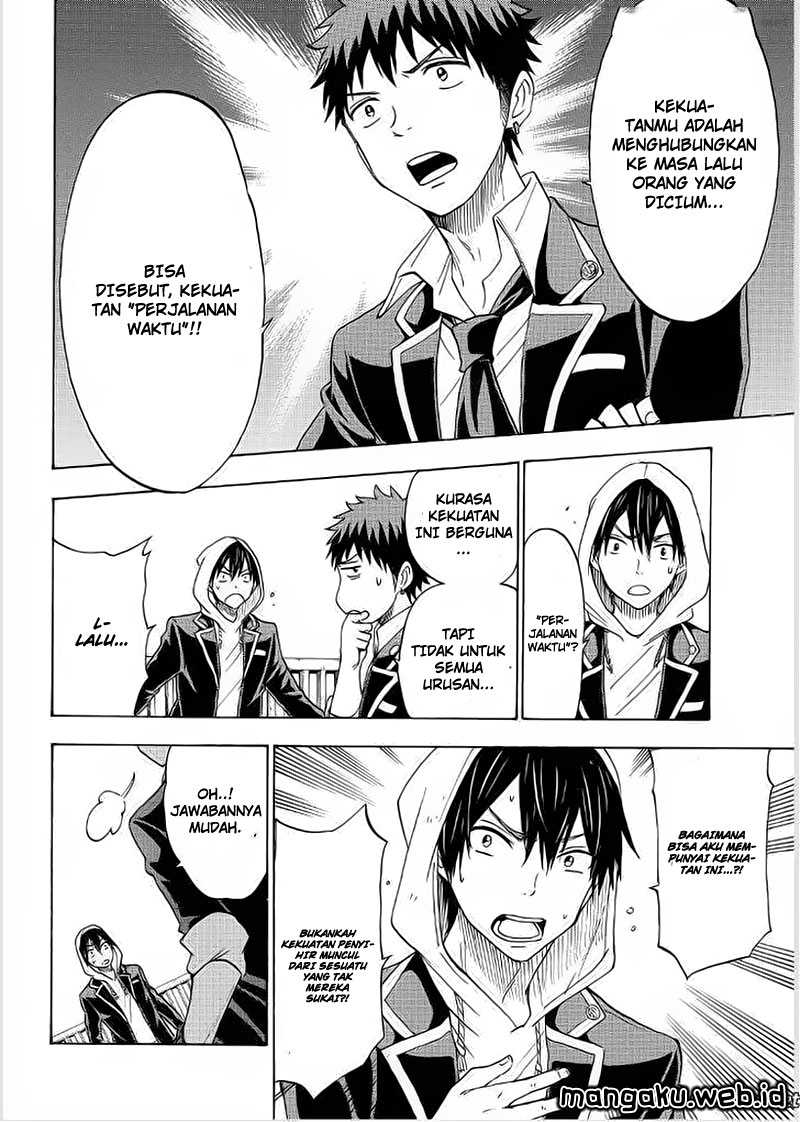 KEKUA-
TANMU ADALAH
MENGHUBUNGKAN
KE MASA LALU
ORANG YANG
DICIUM...
BISA
DISEBUT, KEKUA-
TAN "PERJALANAN
WAKTU"!!
"PER-
JALANAN
WAKTU"?
KURASA
KEKUATAN
INI BERGUNA
...
TAPI
TIDAK UNTUK
SEMUA
URUSAN...
L-
LALU...
BAGAIMANA
BISA AKU MEM-
PUNYAI KEKUA-
TAN INI...?!
BUKANKAH
KEKUATAN PENYI-
HIR MUNCUL
DARI SESUATU
YANG TAK
MEREKA
SUKAI?!
OH..!
JAWABANNYA
MUDAH.
mangaku.web.id